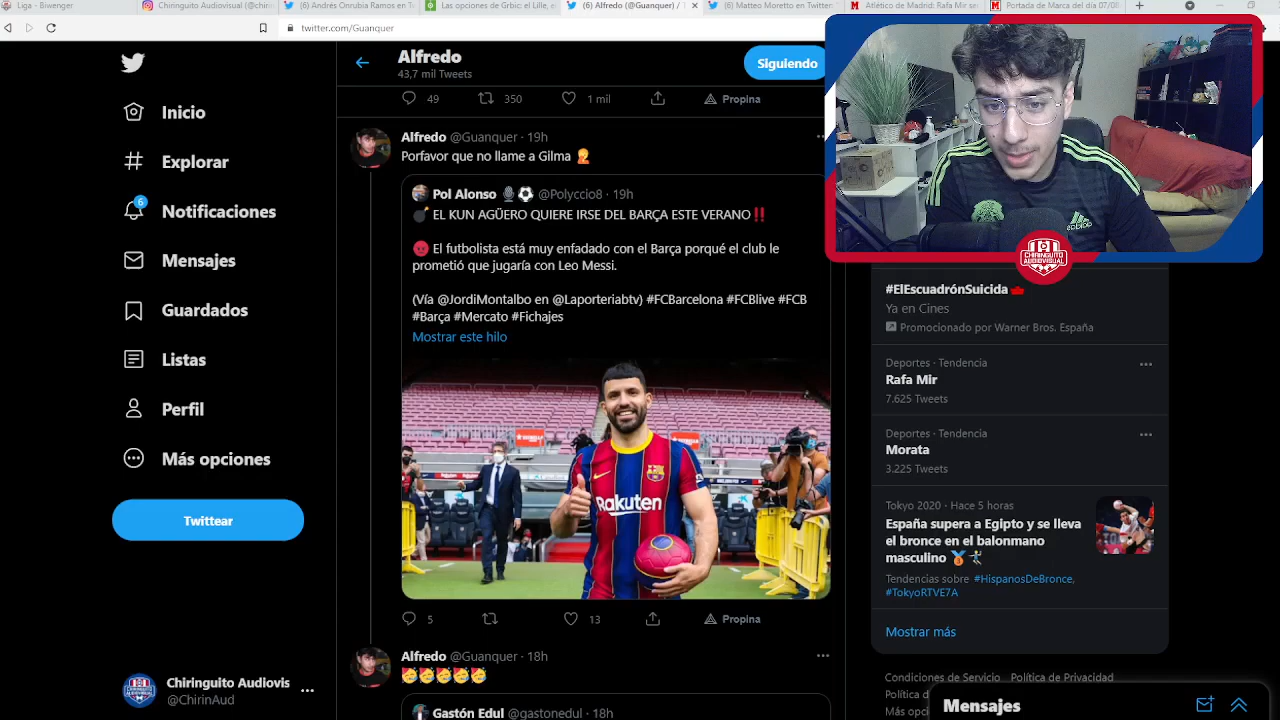 Liga - Biwenger
Chiringuito Audiovisual (@chiri
(6) Andrés Onrubia Ramos en T
Las opciones de Grbic: el Lille, e
(6) Alfredo (@Guanquer) /
(6) Matteo Moretto en Twitter:
Atlético de Madrid: Rafa Mir se
Portada de Marca del día 07/08
twitter.com/Guanquer
Alfredo
43,7 mil Tweets
Siguiendo
49
350
1 mil
Propina
Inicio
Explorar
6
Notificaciones
Mensajes
Guardados
Listas
Perfil
Más opciones
Twittear
Chiringuito Audiovis
@ChirinAud
Alfredo @Guanquer · 19h
Porfavor que no llame a Gilma 🤦
Pol Alonso 🎙⚽ @Polyccio8 · 19h
💣 EL KUN AGÜERO QUIERE IRSE DEL BARÇA ESTE VERANO‼
😡 El futbolista está muy enfadado con el Barça porqué el club le
prometió que jugaría con Leo Messi.
(Vía @JordiMontalbo en @Laporteriabtv) #FCBarcelona #FCBlive #FCB
#Barça #Mercato #Fichajes
Mostrar este hilo
Rakuten
5
13
Propina
Alfredo @Guanquer · 18h
🥳🥳🥳🥳🥳
Gastón Edul @gastonedul · 18h
CHIRINGUITO
AUDIOVISUAL
#ElEscuadrónSuicida
Ya en Cines
Promocionado por Warner Bros. España
Deportes · Tendencia
Rafa Mir
7.625 Tweets
Deportes · Tendencia
Morata
3.225 Tweets
Tokyo 2020 · Hace 5 horas
España supera a Egipto y se lleva
el bronce en el balonmano
masculino 🥉🤾
Tendencias sobre #HispanosDeBronce,
#TokyoRTVE7A
Mostrar más
Condiciones de Servicio Política de Privacidad
Política d
Más opc
Mensajes